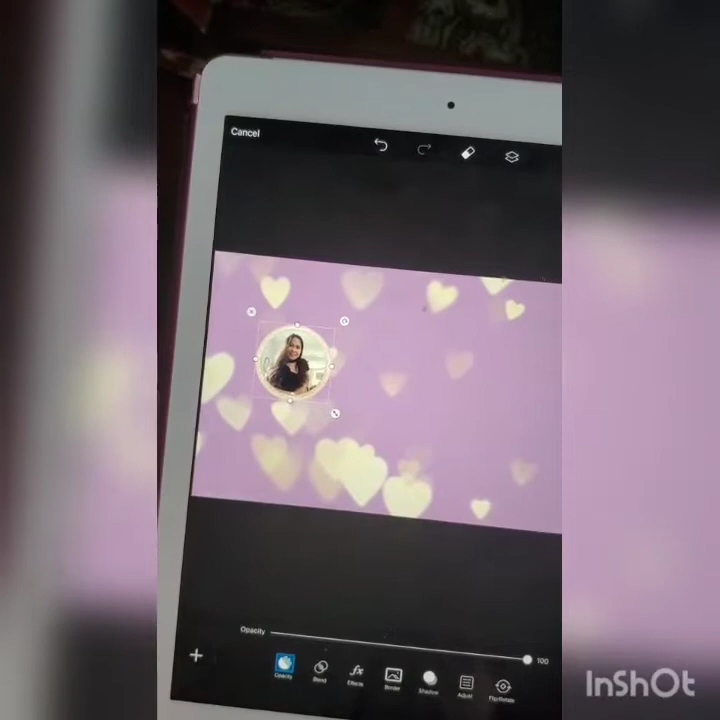 Cancel
Opacity
100
Opacity
Blend
Effects
Border
Shadow
Adjust
Flip/Rotate
InShOt